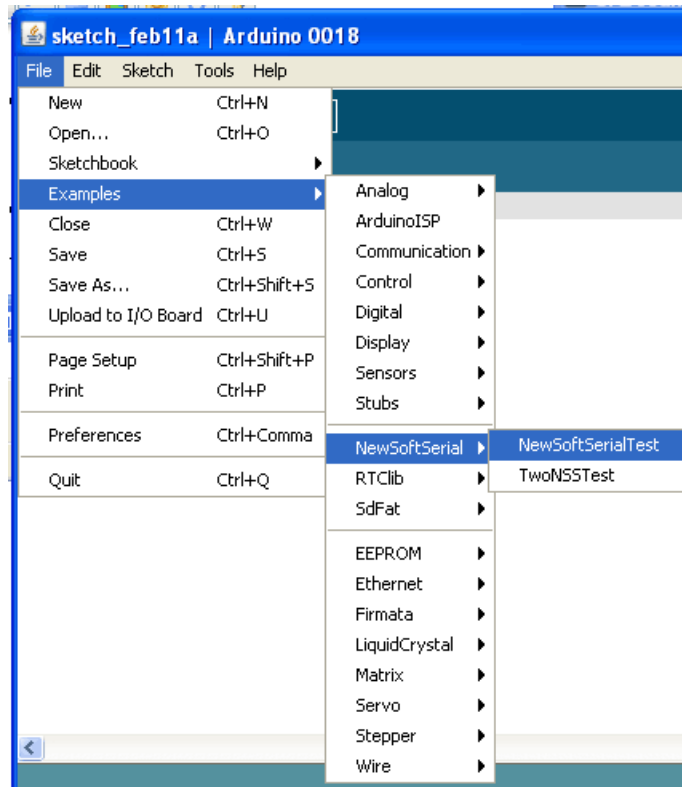 sketch_feb11a | Arduino 0018
File Edit Sketch Tools Help
New Ctrl+N
Open... Ctrl+O
Sketchbook
Examples
Close Ctrl+W
Save Ctrl+S
Save As... Ctrl+Shift+S
Upload to I/O Board Ctrl+U
Page Setup Ctrl+Shift+P
Print Ctrl+P
Preferences Ctrl+Comma
Quit Ctrl+Q
Analog
ArduinoISP
Communication
Control
Digital
Display
Sensors
Stubs
NewSoftSerial
RTClib
SdFat
EEPROM
Ethernet
Firmata
LiquidCrystal
Matrix
Servo
Stepper
Wire
NewSoftSerialTest
TwoNSSTest